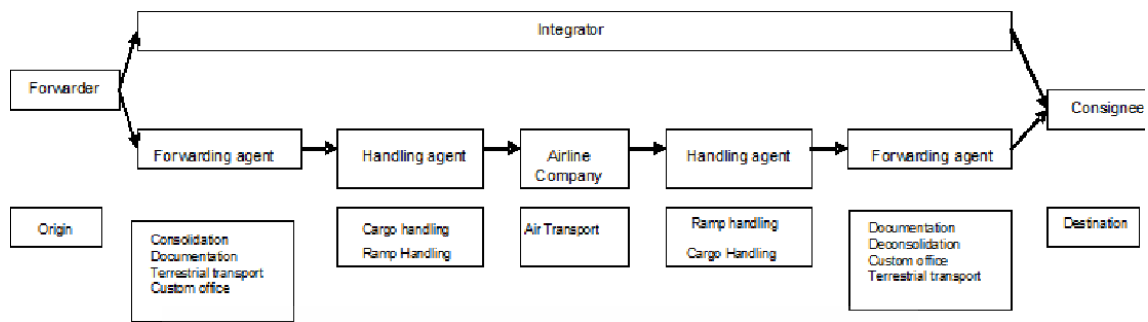 Integrator
Forwarder
Consignee
Forwarding agent
Handling agent
Airline
Company
Handling agent
Forwarding agent
Origin
Consolidation
Documentation
Terrestrial transport
Custom office
Cargo handling
Ramp Handling
Air Transport
Ramp handling
Cargo Handling
Documentation
Deconsolidation
Custom office
Terrestrial transport
Destination